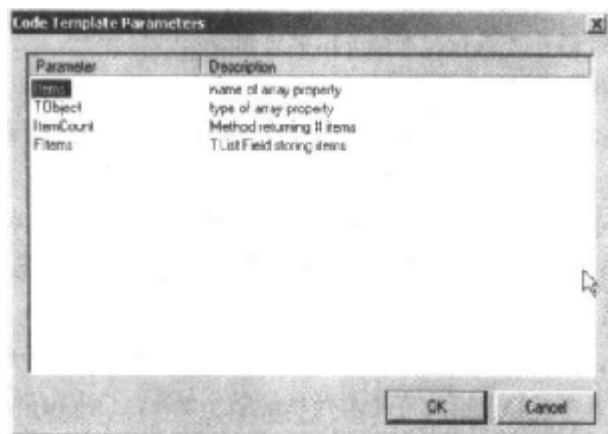 Code Template Parameters
Parameter Description
Items name of array property
TObject type of array property
ItemCount Method returning # items
FItems TList Field storing items
OK Cancel